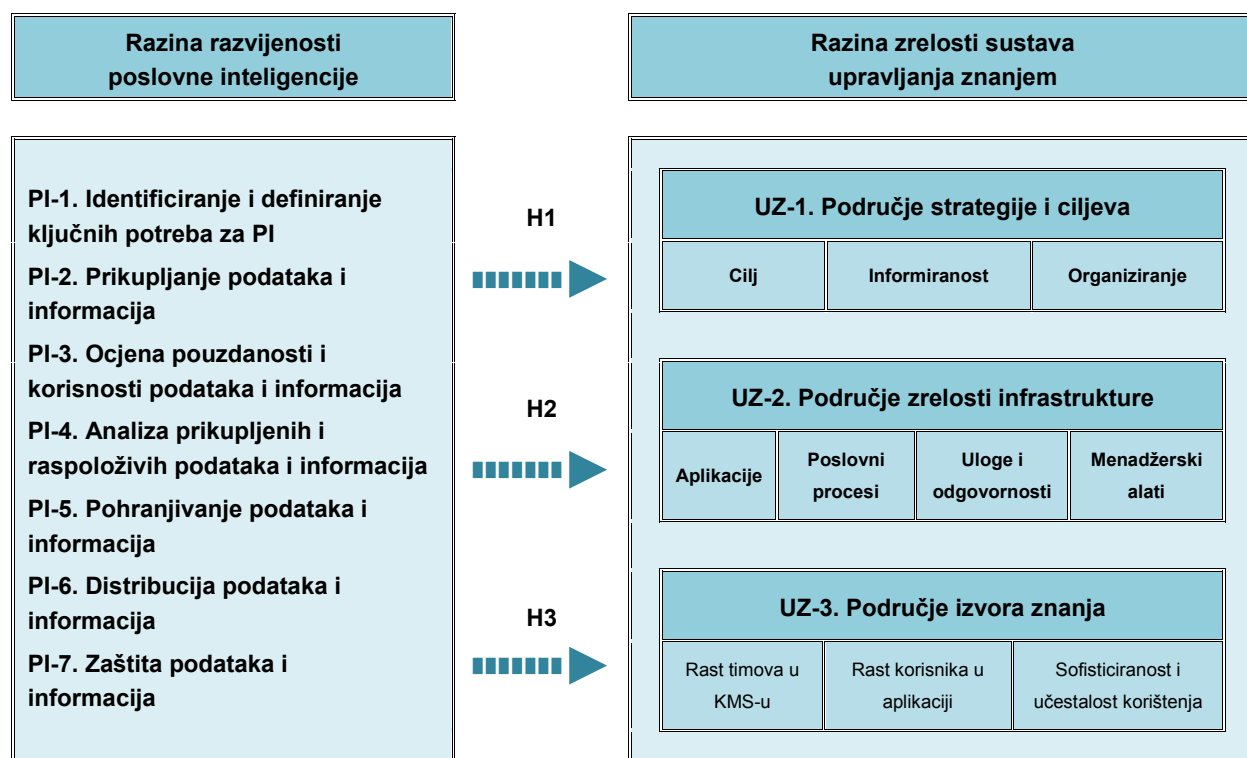 Razina razvijenosti
poslovne inteligencije
Razina zrelosti sustava
upravljanja znanjem
PI-1. Identificiranje i definiranje
ključnih potreba za PI
PI-2. Prikupljanje podataka i
informacija
PI-3. Ocjena pouzdanosti i
korisnosti podataka i informacija
PI-4. Analiza prikupljenih i
raspoloživih podataka i informacija
PI-5. Pohranjivanje podataka i
informacija
PI-6. Distribucija podataka i
informacija
PI-7. Zaštita podataka i
informacija
H1
H2
H3
UZ-1. Područje strategije i ciljeva
Cilj
Informiranost
Organiziranje
UZ-2. Područje zrelosti infrastrukture
Aplikacije
Poslovni
procesi
Uloge i
odgovornosti
Menadžerski
alati
UZ-3. Područje izvora znanja
Rast timova u
KMS-u
Rast korisnika u
aplikaciji
Sofisticiranost i
učestalost korištenja